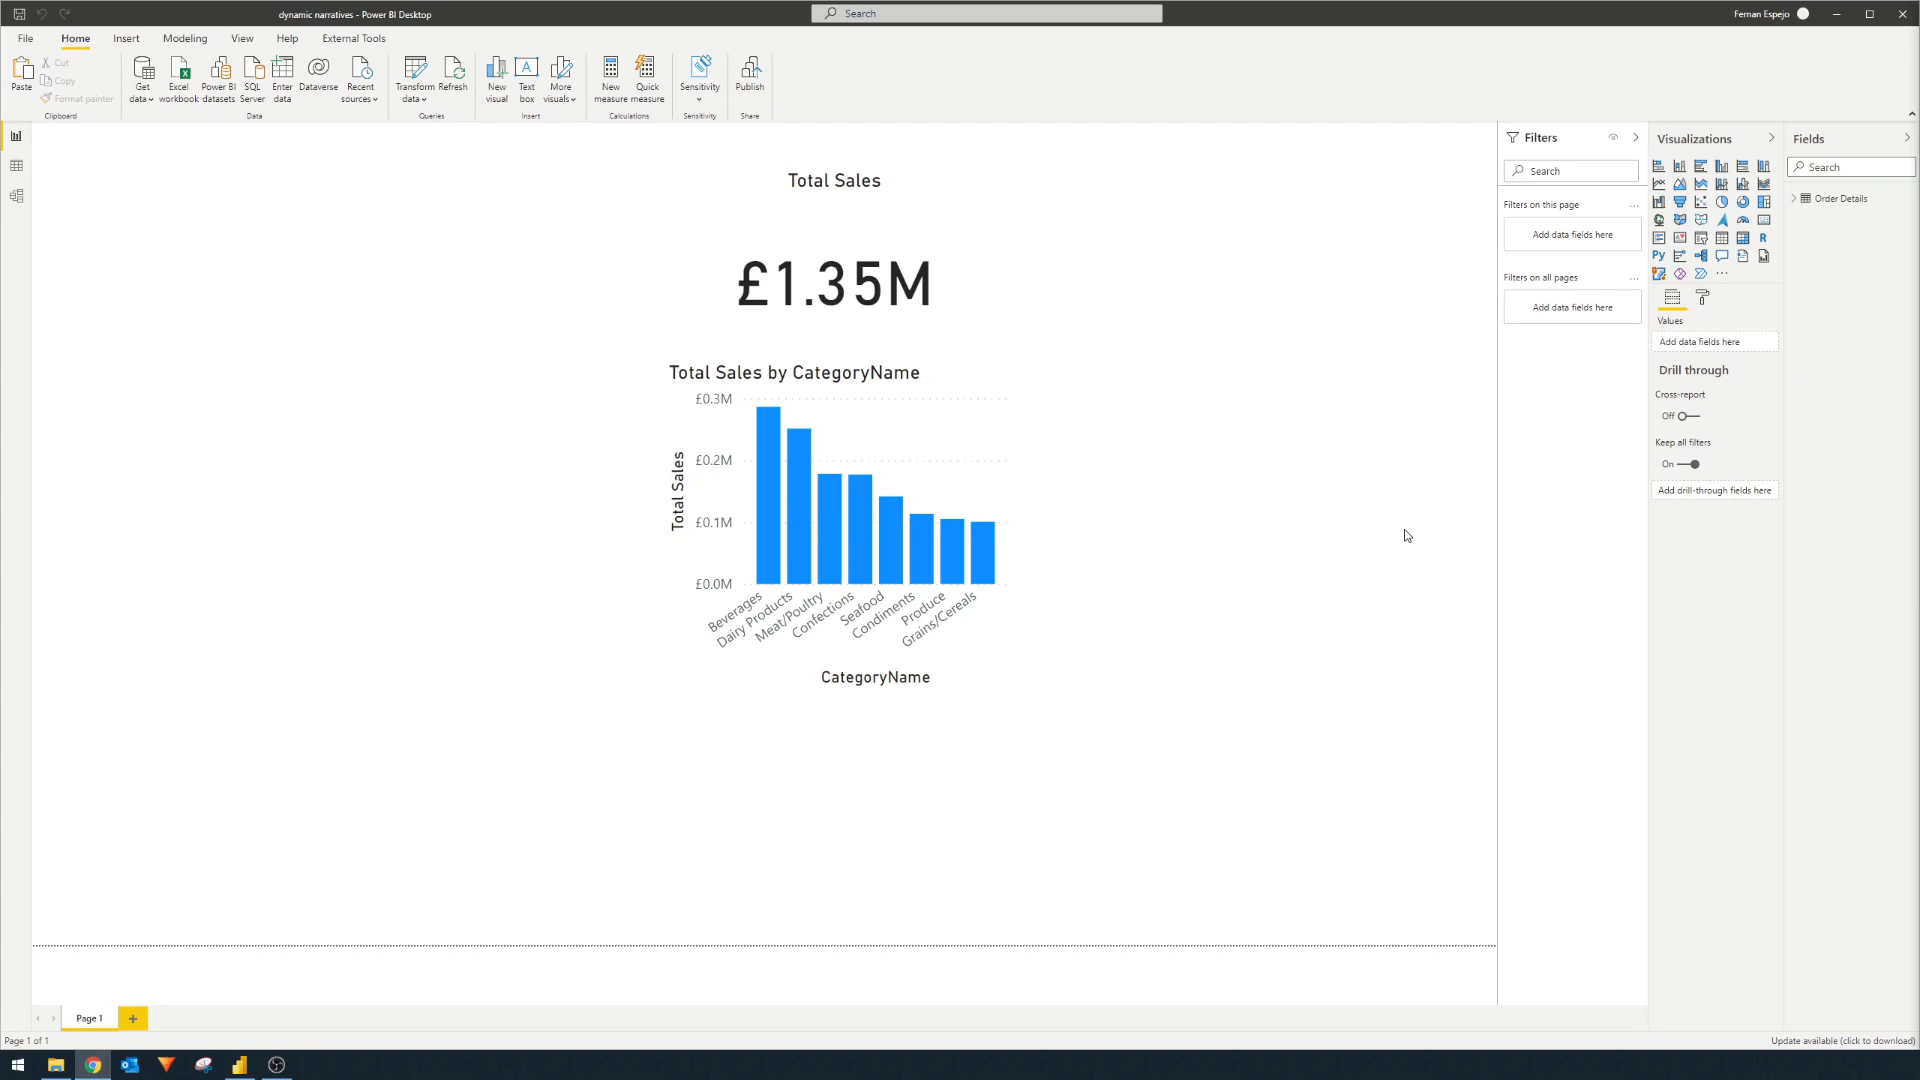 dynamic narratives - Power BI Desktop
Search
Fernan Espejo
File
Home
Insert
Modeling
View
Help
External Tools
Paste
Cut
Copy
Format painter
Clipboard
Get
data
Excel
workbook
Power BI
datasets
SQL
Server
Enter
data
Dataverse
Recent
sources
Data
Transform
data
Refresh
Queries
New
visual
Text
box
More
visuals
Insert
New
measure
Quick
measure
Calculations
Sensitivity
Sensitivity
Publish
Share
Total Sales
£1.35M
Total Sales by CategoryName
£0.3M
£0.2M
£0.1M
£0.0M
Total Sales
Beverages
Dairy Products
Meat/Poultry
Confections
Seafood
Condiments
Produce
Grains/Cereals
CategoryName
Filters
Search
Filters on this page
...
Add data fields here
Filters on all pages
...
Add data fields here
Visualizations
R
Py
...
Values
Add data fields here
Drill through
Cross-report
Off
Keep all filters
On
Add drill-through fields here
Fields
Search
Order Details
Page 1
Page 1 of 1
Update available (click to download)